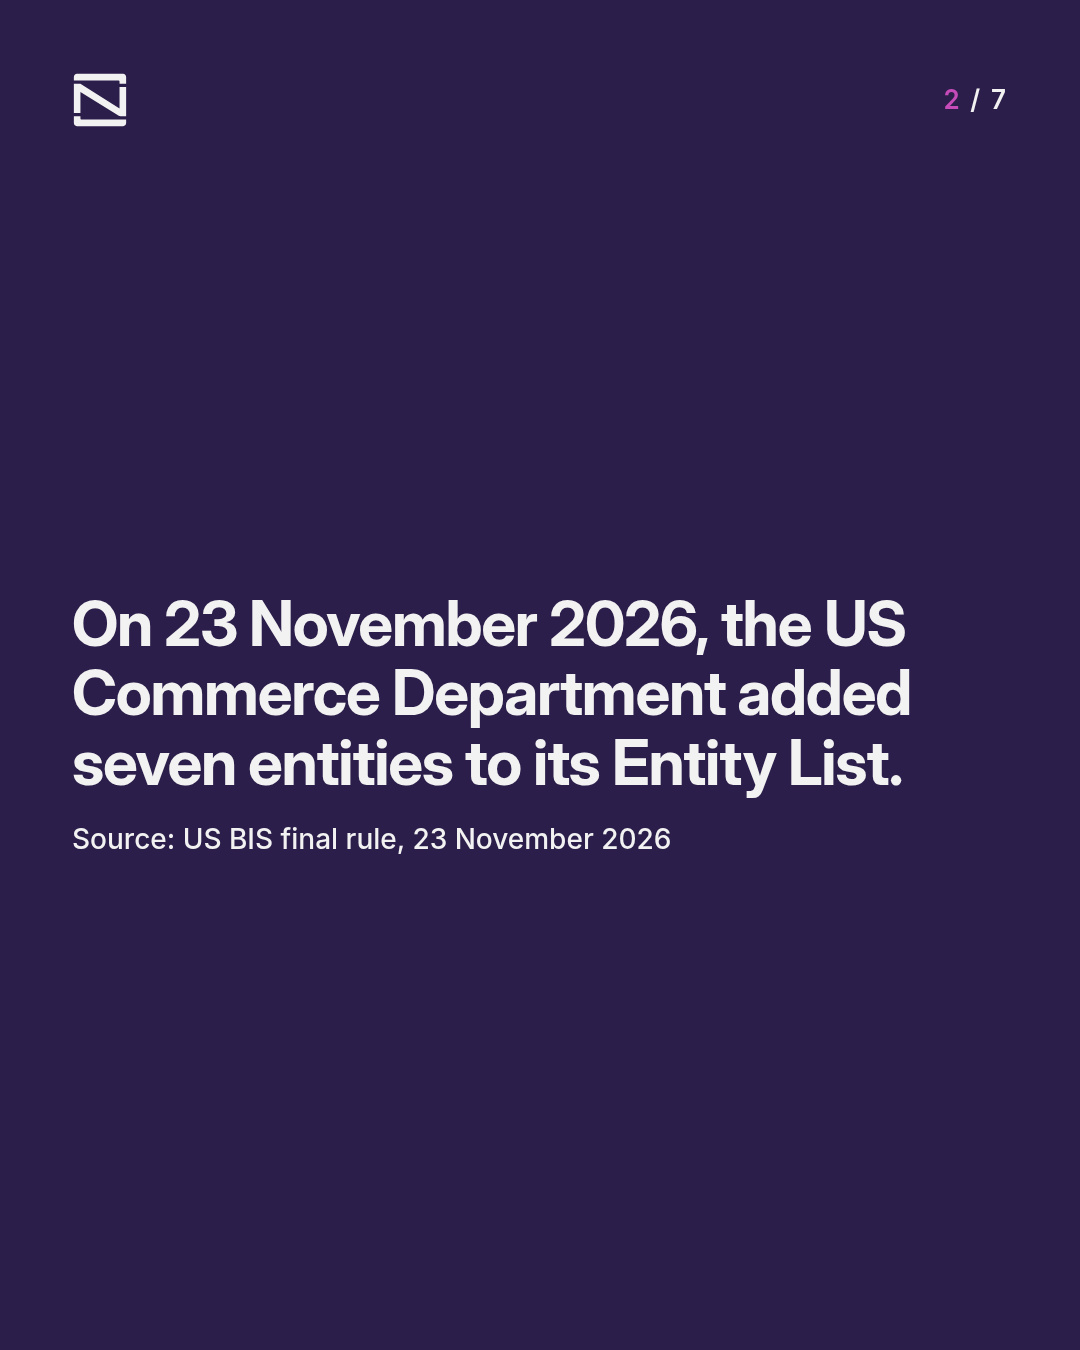 2 / 7
On 23 November 2026, the US
Commerce Department added
seven entities to its Entity List.
Source: US BIS final rule, 23 November 2026